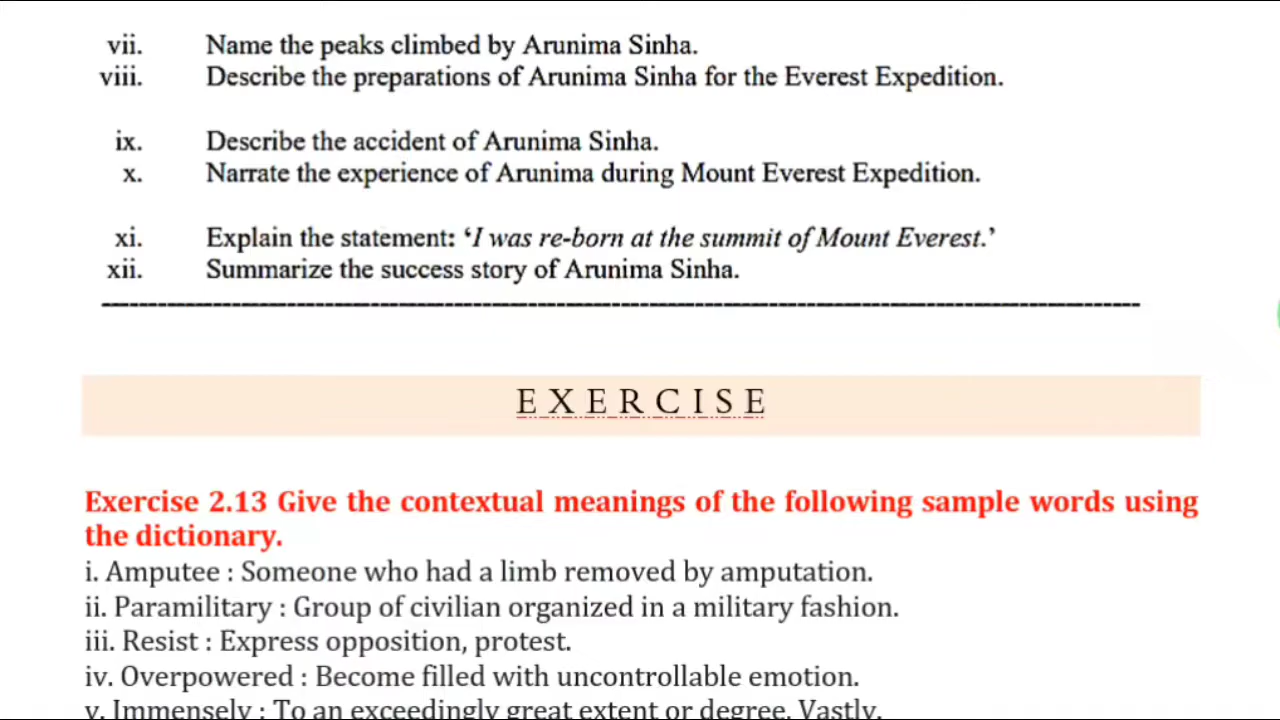 vii. Name the peaks climbed by Arunima Sinha.
viii. Describe the preparations of Arunima Sinha for the Everest Expedition.
ix. Describe the accident of Arunima Sinha.
x. Narrate the experience of Arunima during Mount Everest Expedition.
xi. Explain the statement: ‘I was re-born at the summit of Mount Everest.’
xii. Summarize the success story of Arunima Sinha.
E X E R C I S E
Exercise 2.13 Give the contextual meanings of the following sample words using
the dictionary.
i. Amputee : Someone who had a limb removed by amputation.
ii. Paramilitary : Group of civilian organized in a military fashion.
iii. Resist : Express opposition, protest.
iv. Overpowered : Become filled with uncontrollable emotion.
v. Immensely : To an exceedingly great extent or degree. Vastly.